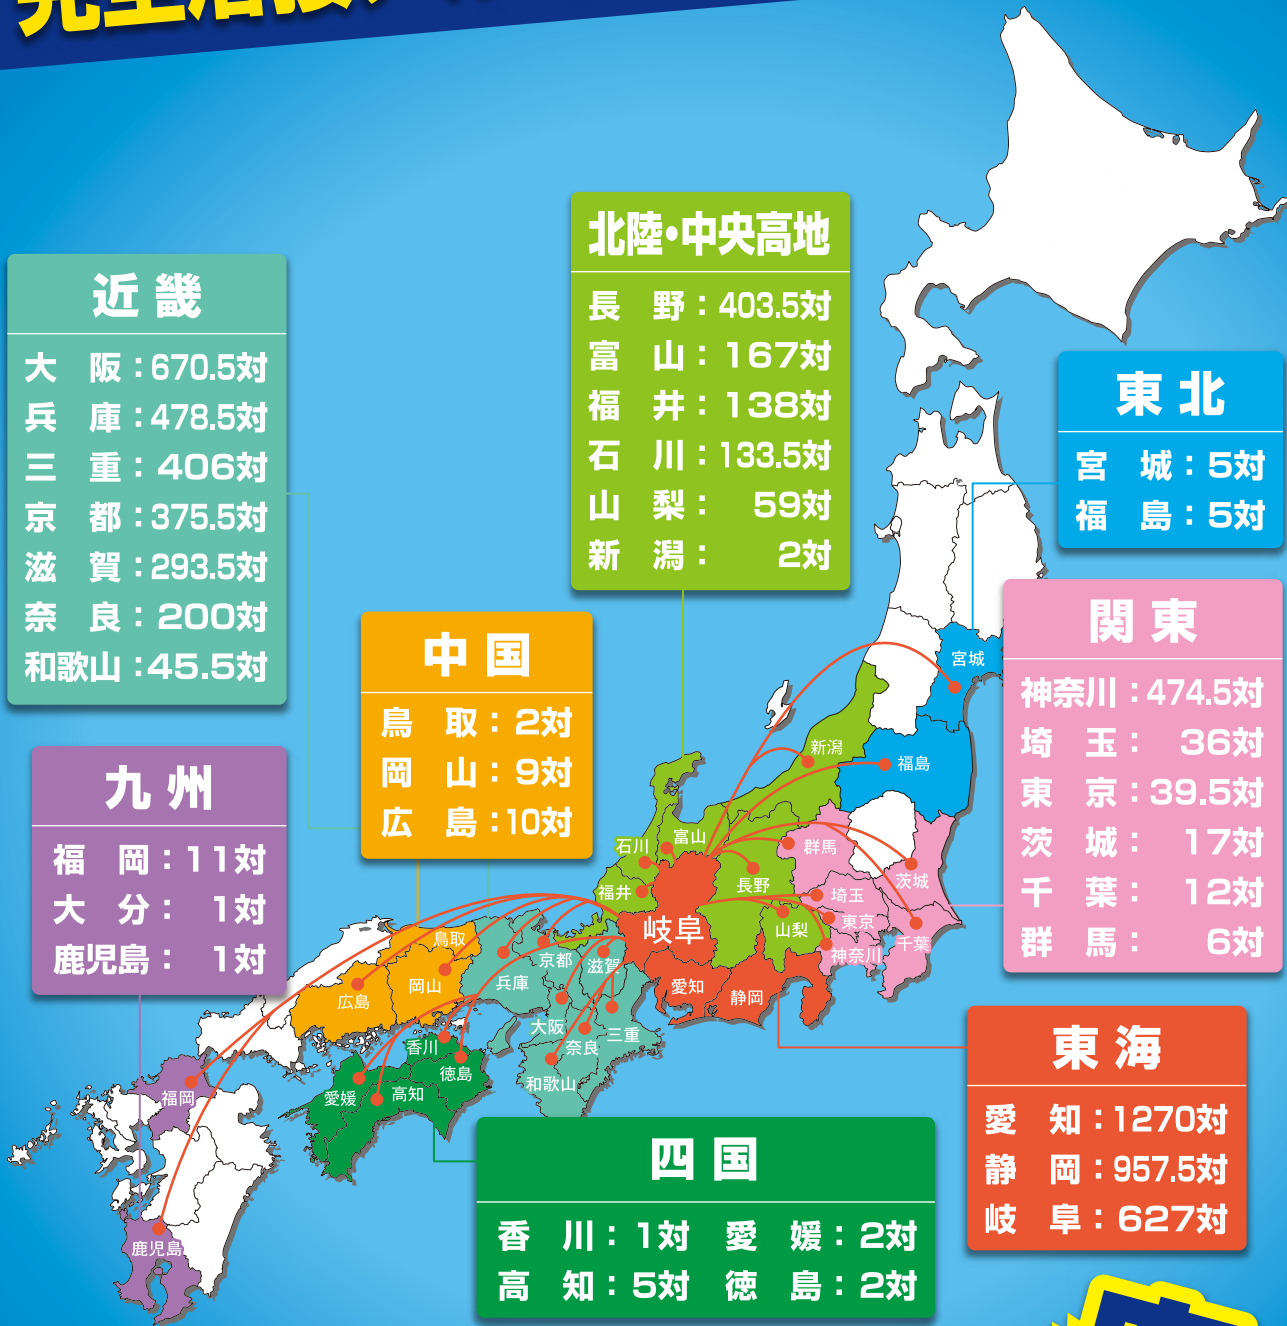 北陸・中央高地
長野：403.5対
富山：167対
福井：138対
石川：133.5対
山梨：59対
新潟：2対
近畿
大阪：670.5対
兵庫：478.5対
三重：406対
京都：375.5対
滋賀：293.5対
奈良：200対
和歌山：45.5対
東北
宮城：5対
福島：5対
関東
神奈川：474.5対
埼玉：36対
東京：39.5対
茨城：17対
千葉：12対
群馬：6対
中国
鳥取：2対
岡山：9対
広島：10対
九州
福岡：11対
大分：1対
鹿児島：1対
東海
愛知：1270対
静岡：957.5対
岐阜：627対
四国
香川：1対 愛媛：2対
高知：5対 徳島：2対
宮城
新潟
福島
石川
富山
群馬
福井
長野
埼玉
茨城
東京
山梨
岐阜
神奈川
千葉
鳥取
京都
滋賀
兵庫
岡山
広島
愛知
静岡
大阪
三重
奈良
和歌山
香川
徳島
愛媛
高知
福岡
鹿児島